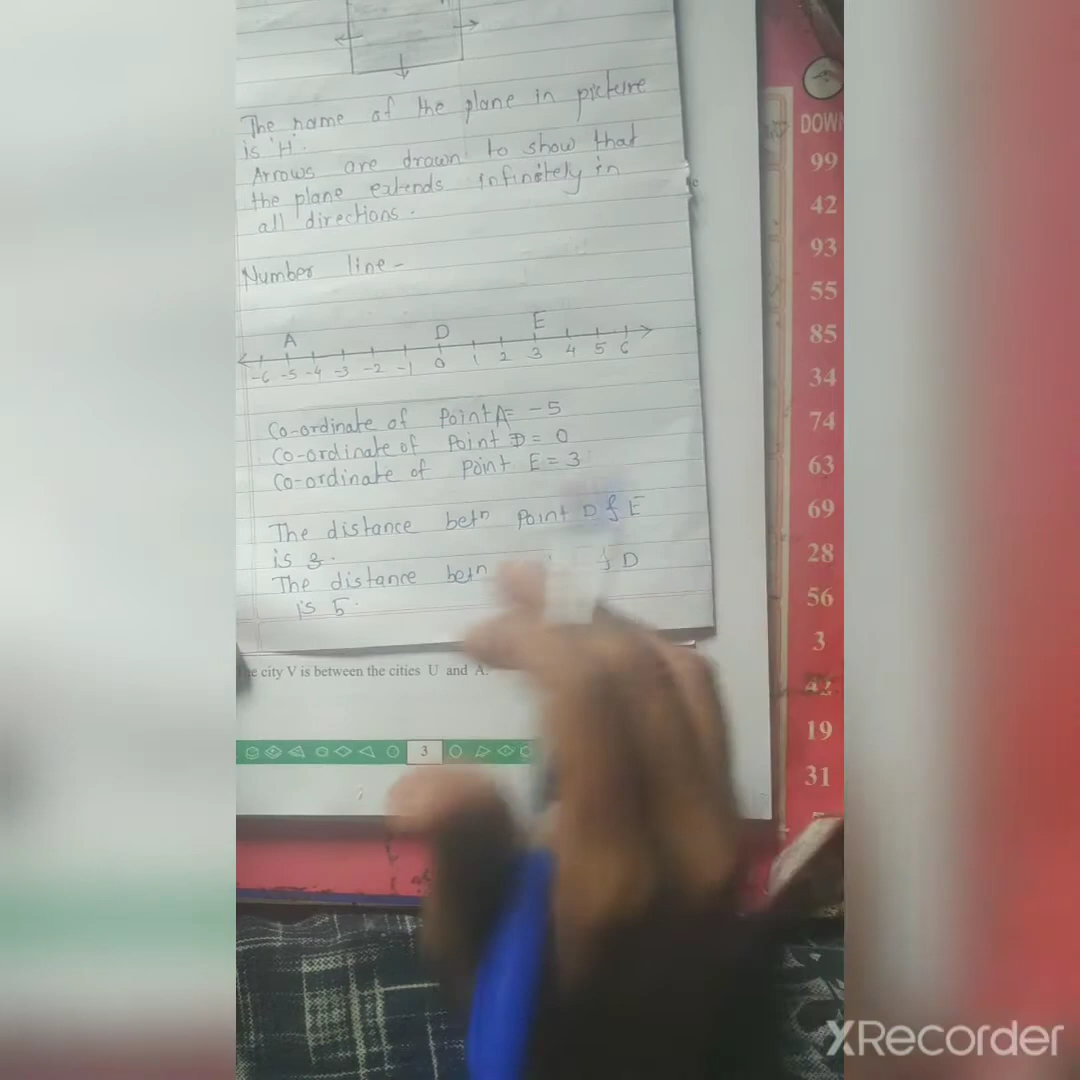 The name of the plane in picture
is 'H'.
Arrows are drawn to show that
the plane extends infinitely in
all directions.
Number line-
A D E
-6 -5 -4 -3 -2 -1 0 1 2 3 4 5 6
Co-ordinate of Point A= -5
Co-ordinate of Point D= 0
Co-ordinate of Point E= 3
The distance betn Point D & E
is 3.
The distance betn & D
is 5.
city V is between the cities U and A.
3
DOWN
99
42
93
55
85
34
74
63
69
28
56
3
42
19
31
XRecorder